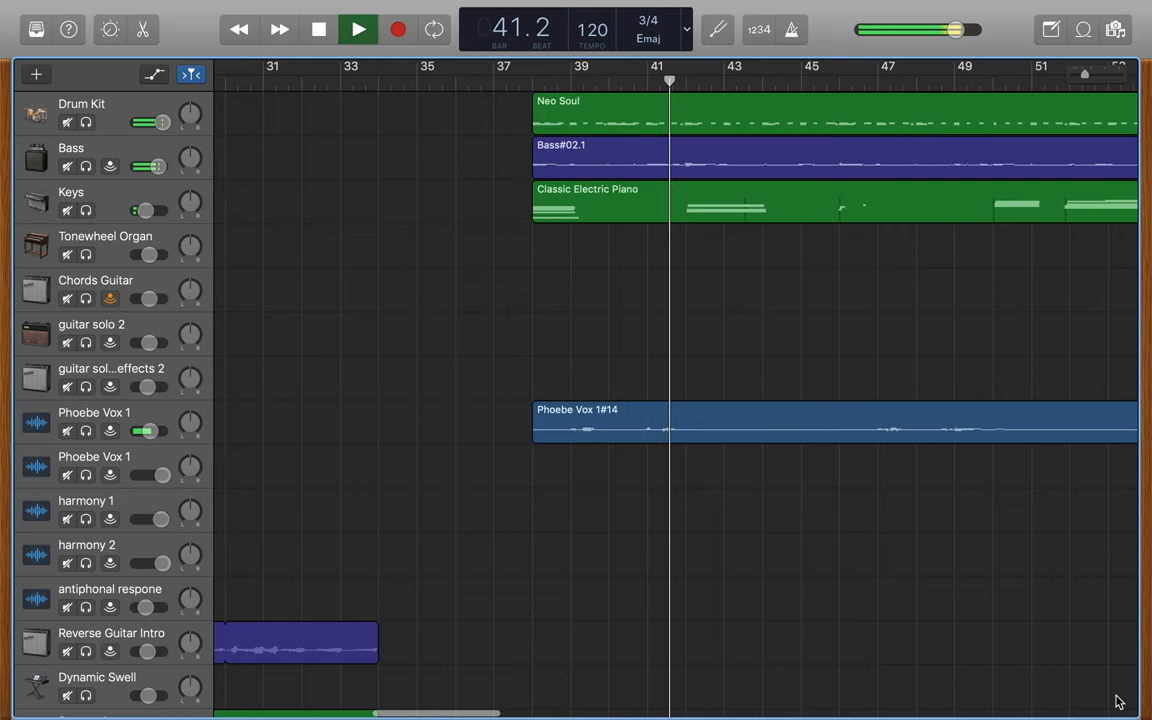 41.2
BAR BEAT
120
TEMPO
3/4
Emaj
1234
31 33 35 37 39 41 43 45 47 49 51
Drum Kit
Neo Soul
Bass
Bass#02.1
Keys
Classic Electric Piano
Tonewheel Organ
Chords Guitar
guitar solo 2
guitar sol...effects 2
Phoebe Vox 1
Phoebe Vox 1#14
Phoebe Vox 1
harmony 1
harmony 2
antiphonal respone
Reverse Guitar Intro
Dynamic Swell